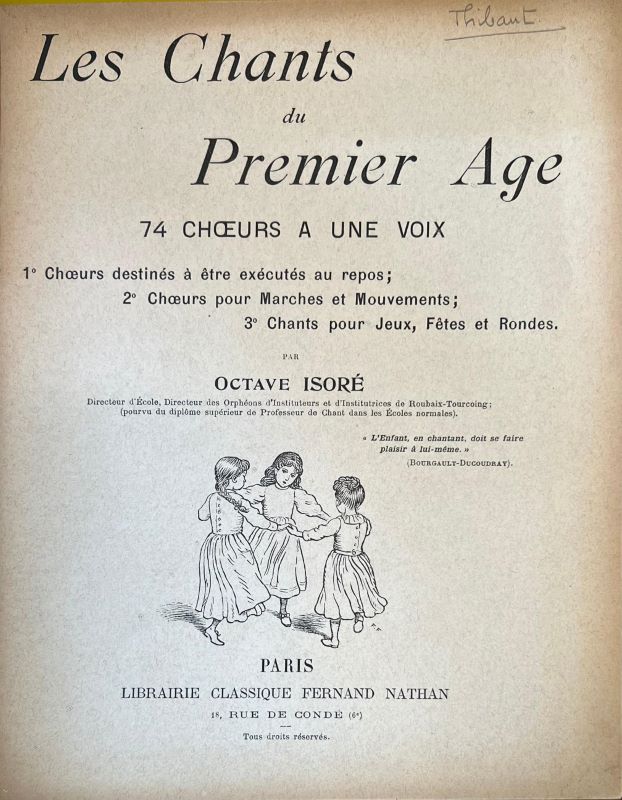 Thibaut.
Les Chants
du
Premier Age
74 CHŒURS A UNE VOIX
1º Chœurs destinés à être exécutés au repos;
2º Chœurs pour Marches et Mouvements;
3º Chants pour Jeux, Fêtes et Rondes.
PAR
OCTAVE ISORÉ
Directeur d'École, Directeur des Orphéons d'Instituteurs et d'Institutrices de Roubaix-Tourcoing;
(pourvu du diplôme supérieur de Professeur de Chant dans les Écoles normales).
« L'Enfant, en chantant, doit se faire
plaisir à lui-même. »
(BOURGAULT-DUCOUDRAY).
PARIS
LIBRAIRIE CLASSIQUE FERNAND NATHAN
18, RUE DE CONDÉ (6e)
Tous droits réservés.